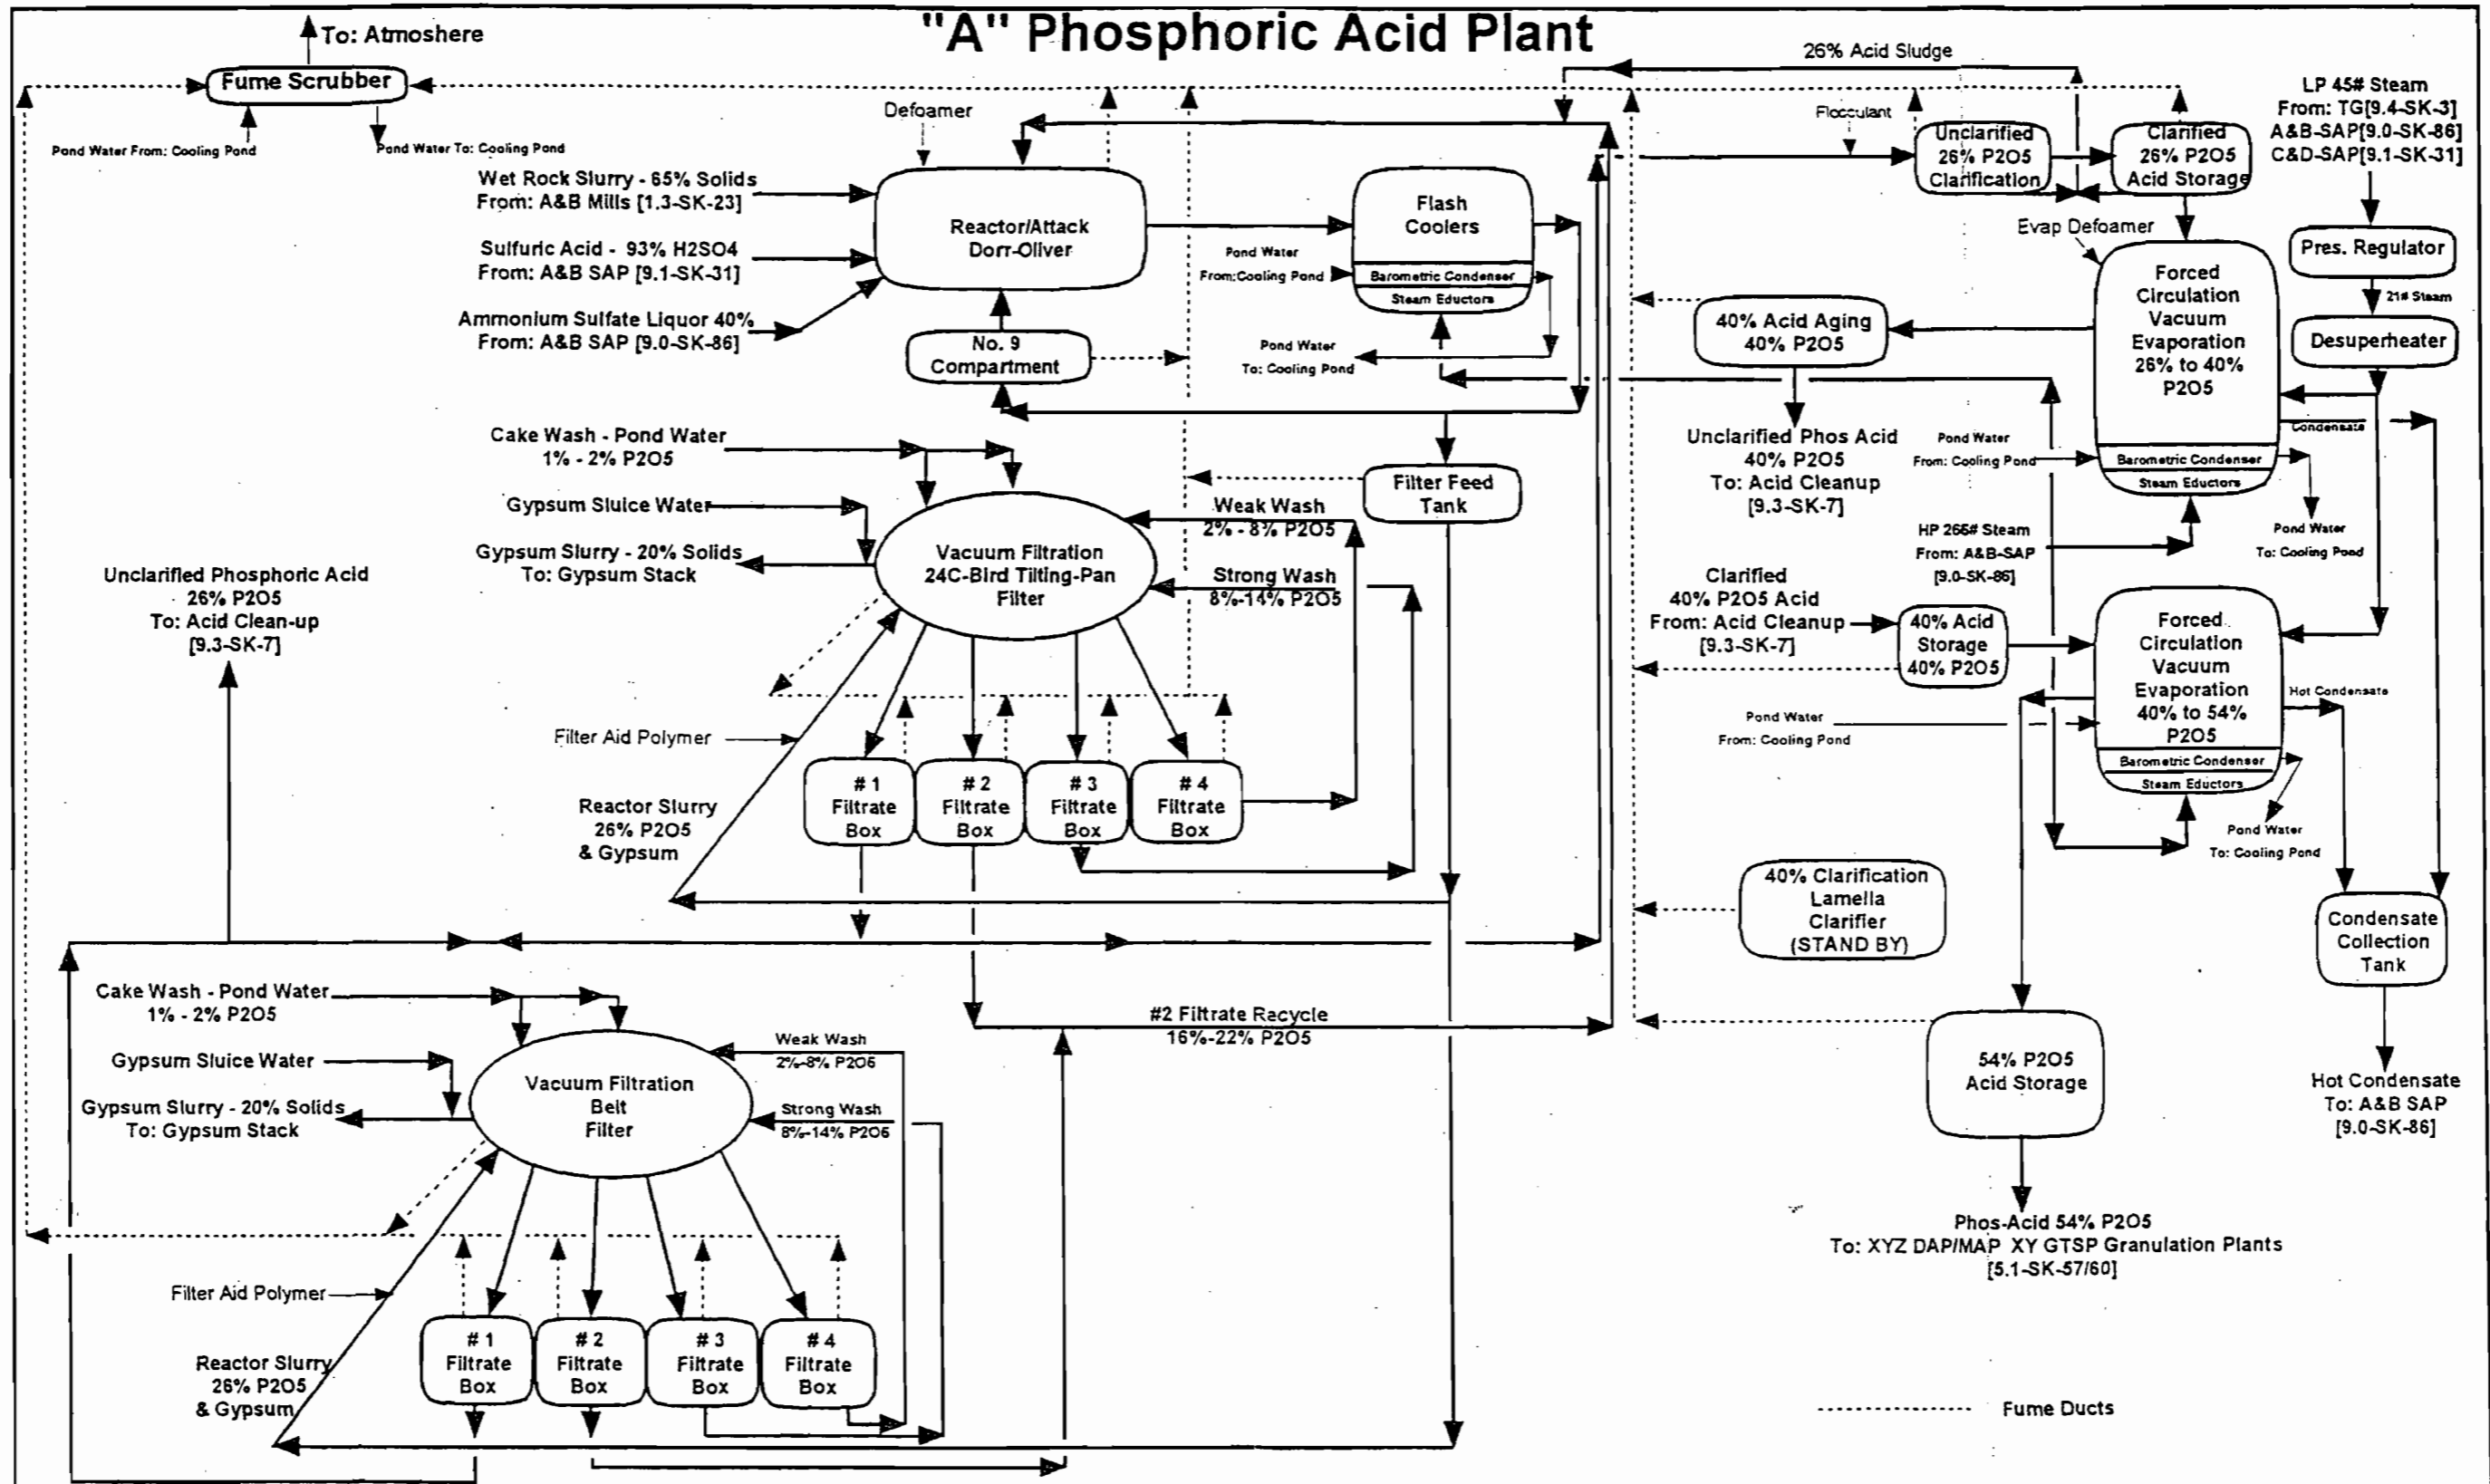 "A" Phosphoric Acid Plant
To: Atmoshere
Fume Scrubber
Pond Water From: Cooling Pond
Pond Water To: Cooling Pond
Defoamer
Wet Rock Slurry - 65% Solids
From: A&B Mills [1.3-SK-23]
Sulfuric Acid - 93% H2SO4
From: A&B SAP [9.1-SK-31]
Ammonium Sulfate Liquor 40%
From: A&B SAP [9.0-SK-86]
Reactor/Attack
Dorr-Oliver
No. 9
Compartment
Flash
Coolers
Barometric Condenser
Steam Eductors
Pond Water
From:Cooling Pond
Pond Water
To: Cooling Pond
26% Acid Sludge
Flocculant
Unclarified
26% P2O5
Clarification
Clarified
26% P2O5
Acid Storage
LP 45# Steam
From: TG[9.4-SK-3]
A&B-SAP[9.0-SK-86]
C&D-SAP[9.1-SK-31]
Pres. Regulator
21# Steam
Desuperheater
Evap Defoamer
Forced
Circulation
Vacuum
Evaporation
26% to 40%
P2O5
Barometric Condenser
Steam Eductors
Condensate
40% Acid Aging
40% P2O5
Unclarified Phos Acid
40% P2O5
To: Acid Cleanup
[9.3-SK-7]
Pond Water
From: Cooling Pond
Pond Water
To: Cooling Pond
HP 265# Steam
From: A&B-SAP
[9.0-SK-86]
Cake Wash - Pond Water
1% - 2% P2O5
Gypsum Sluice Water
Gypsum Slurry - 20% Solids
To: Gypsum Stack
Vacuum Filtration
24C-Bird Tilting-Pan
Filter
Filter Feed
Tank
Weak Wash
2% - 8% P2O5
Strong Wash
8%-14% P2O5
Unclarified Phosphoric Acid
26% P2O5
To: Acid Clean-up
[9.3-SK-7]
Clarified
40% P2O5 Acid
From: Acid Cleanup
[9.3-SK-7]
40% Acid
Storage
40% P2O5
Forced
Circulation
Vacuum
Evaporation
40% to 54%
P2O5
Barometric Condenser
Steam Eductors
Hot Condensate
Pond Water
From: Cooling Pond
Pond Water
To: Cooling Pond
Filter Aid Polymer
Reactor Slurry
26% P2O5
& Gypsum
# 1
Filtrate
Box
# 2
Filtrate
Box
# 3
Filtrate
Box
# 4
Filtrate
Box
40% Clarification
Lamella
Clarifier
(STAND BY)
Condensate
Collection
Tank
Cake Wash - Pond Water
1% - 2% P2O5
Gypsum Sluice Water
Gypsum Slurry - 20% Solids
To: Gypsum Stack
Vacuum Filtration
Belt
Filter
Weak Wash
2%-8% P2O5
Strong Wash
8%-14% P2O5
#2 Filtrate Recycle
16%-22% P2O5
54% P2O5
Acid Storage
Hot Condensate
To: A&B SAP
[9.0-SK-86]
Phos-Acid 54% P2O5
To: XYZ DAP/MAP XY GTSP Granulation Plants
[5.1-SK-57/60]
Filter Aid Polymer
Reactor Slurry
26% P2O5
& Gypsum
# 1
Filtrate
Box
# 2
Filtrate
Box
# 3
Filtrate
Box
# 4
Filtrate
Box
Fume Ducts